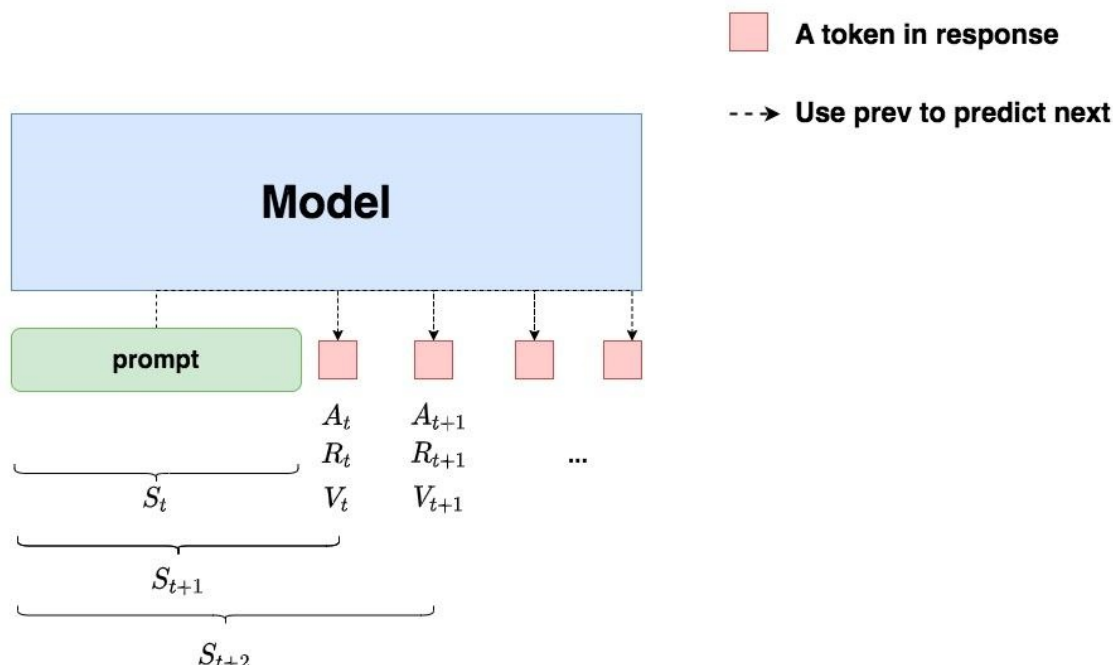 A token in response
Use prev to predict next
Model
prompt
A_t A_{t+1}
R_t R_{t+1} ...
S_t V_t V_{t+1}
S_{t+1}
S_{t+2}